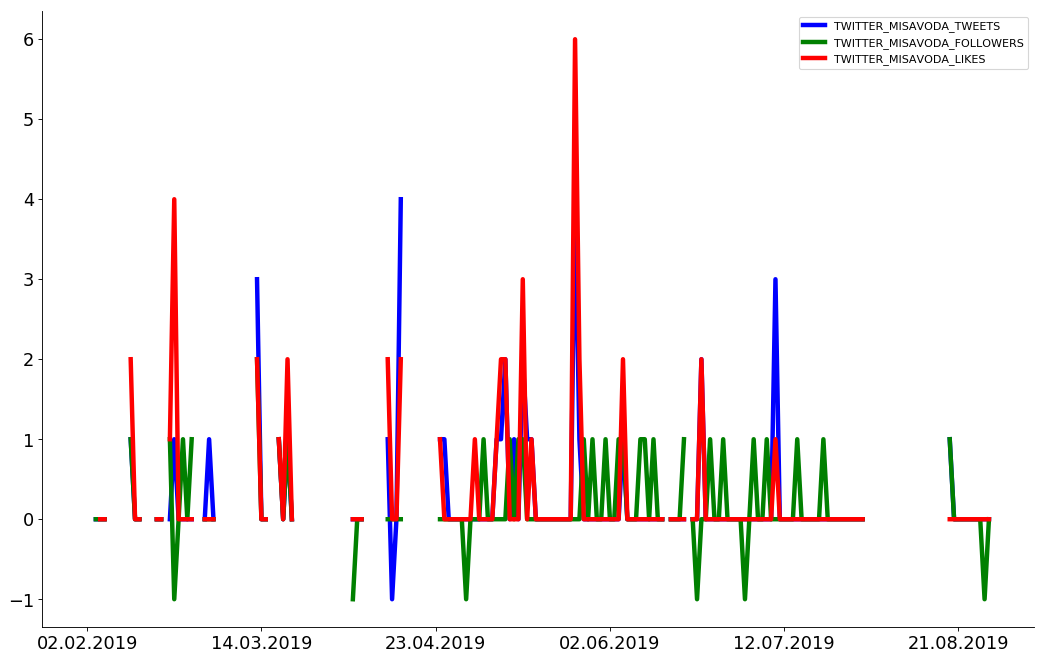 TWITTER_MISAVODA_TWEETS
TWITTER_MISAVODA_FOLLOWERS
TWITTER_MISAVODA_LIKES
6
5
4
3
2
1
0
−1
02.02.2019 14.03.2019 23.04.2019 02.06.2019 12.07.2019 21.08.2019